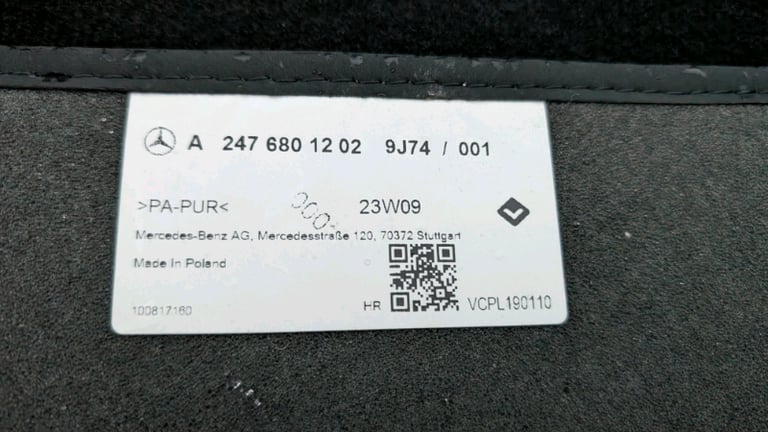 A 247 680 12 02 9J74 / 001
>PA-PUR< 000 23W09
Mercedes-Benz AG, Mercedesstraße 120, 70372 Stuttgart
Made In Poland
100817160 HR VCPL190110